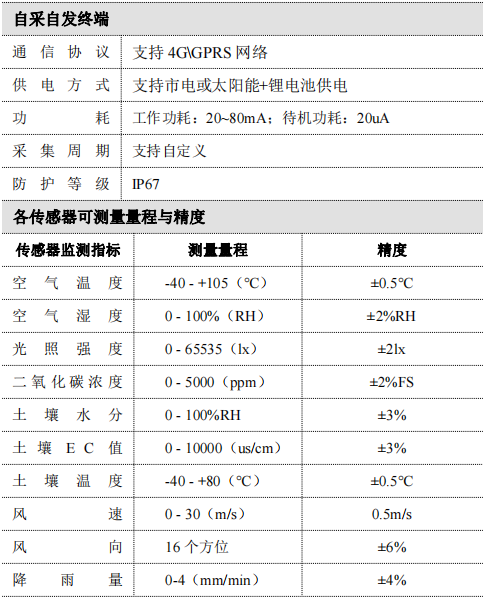 自采自发终端
通信协议 支持 4G\GPRS 网络
供电方式 支持市电或太阳能+锂电池供电
功耗 工作功耗：20~80mA；待机功耗：20uA
采集周期 支持自定义
防护等级 IP67
各传感器可测量量程与精度
传感器监测指标 测量量程 精度
空气温度 -40 - +105（℃） ±0.5℃
空气湿度 0 - 100%（RH） ±2%RH
光照强度 0 - 65535（lx） ±2lx
二氧化碳浓度 0 - 5000（ppm） ±2%FS
土壤水分 0 - 100%RH ±3%
土壤EC值 0 - 10000（us/cm） ±3%
土壤温度 -40 - +80（℃） ±0.5℃
风速 0 - 30（m/s） 0.5m/s
风向 16 个方位 ±6%
降雨量 0-4（mm/min） ±4%